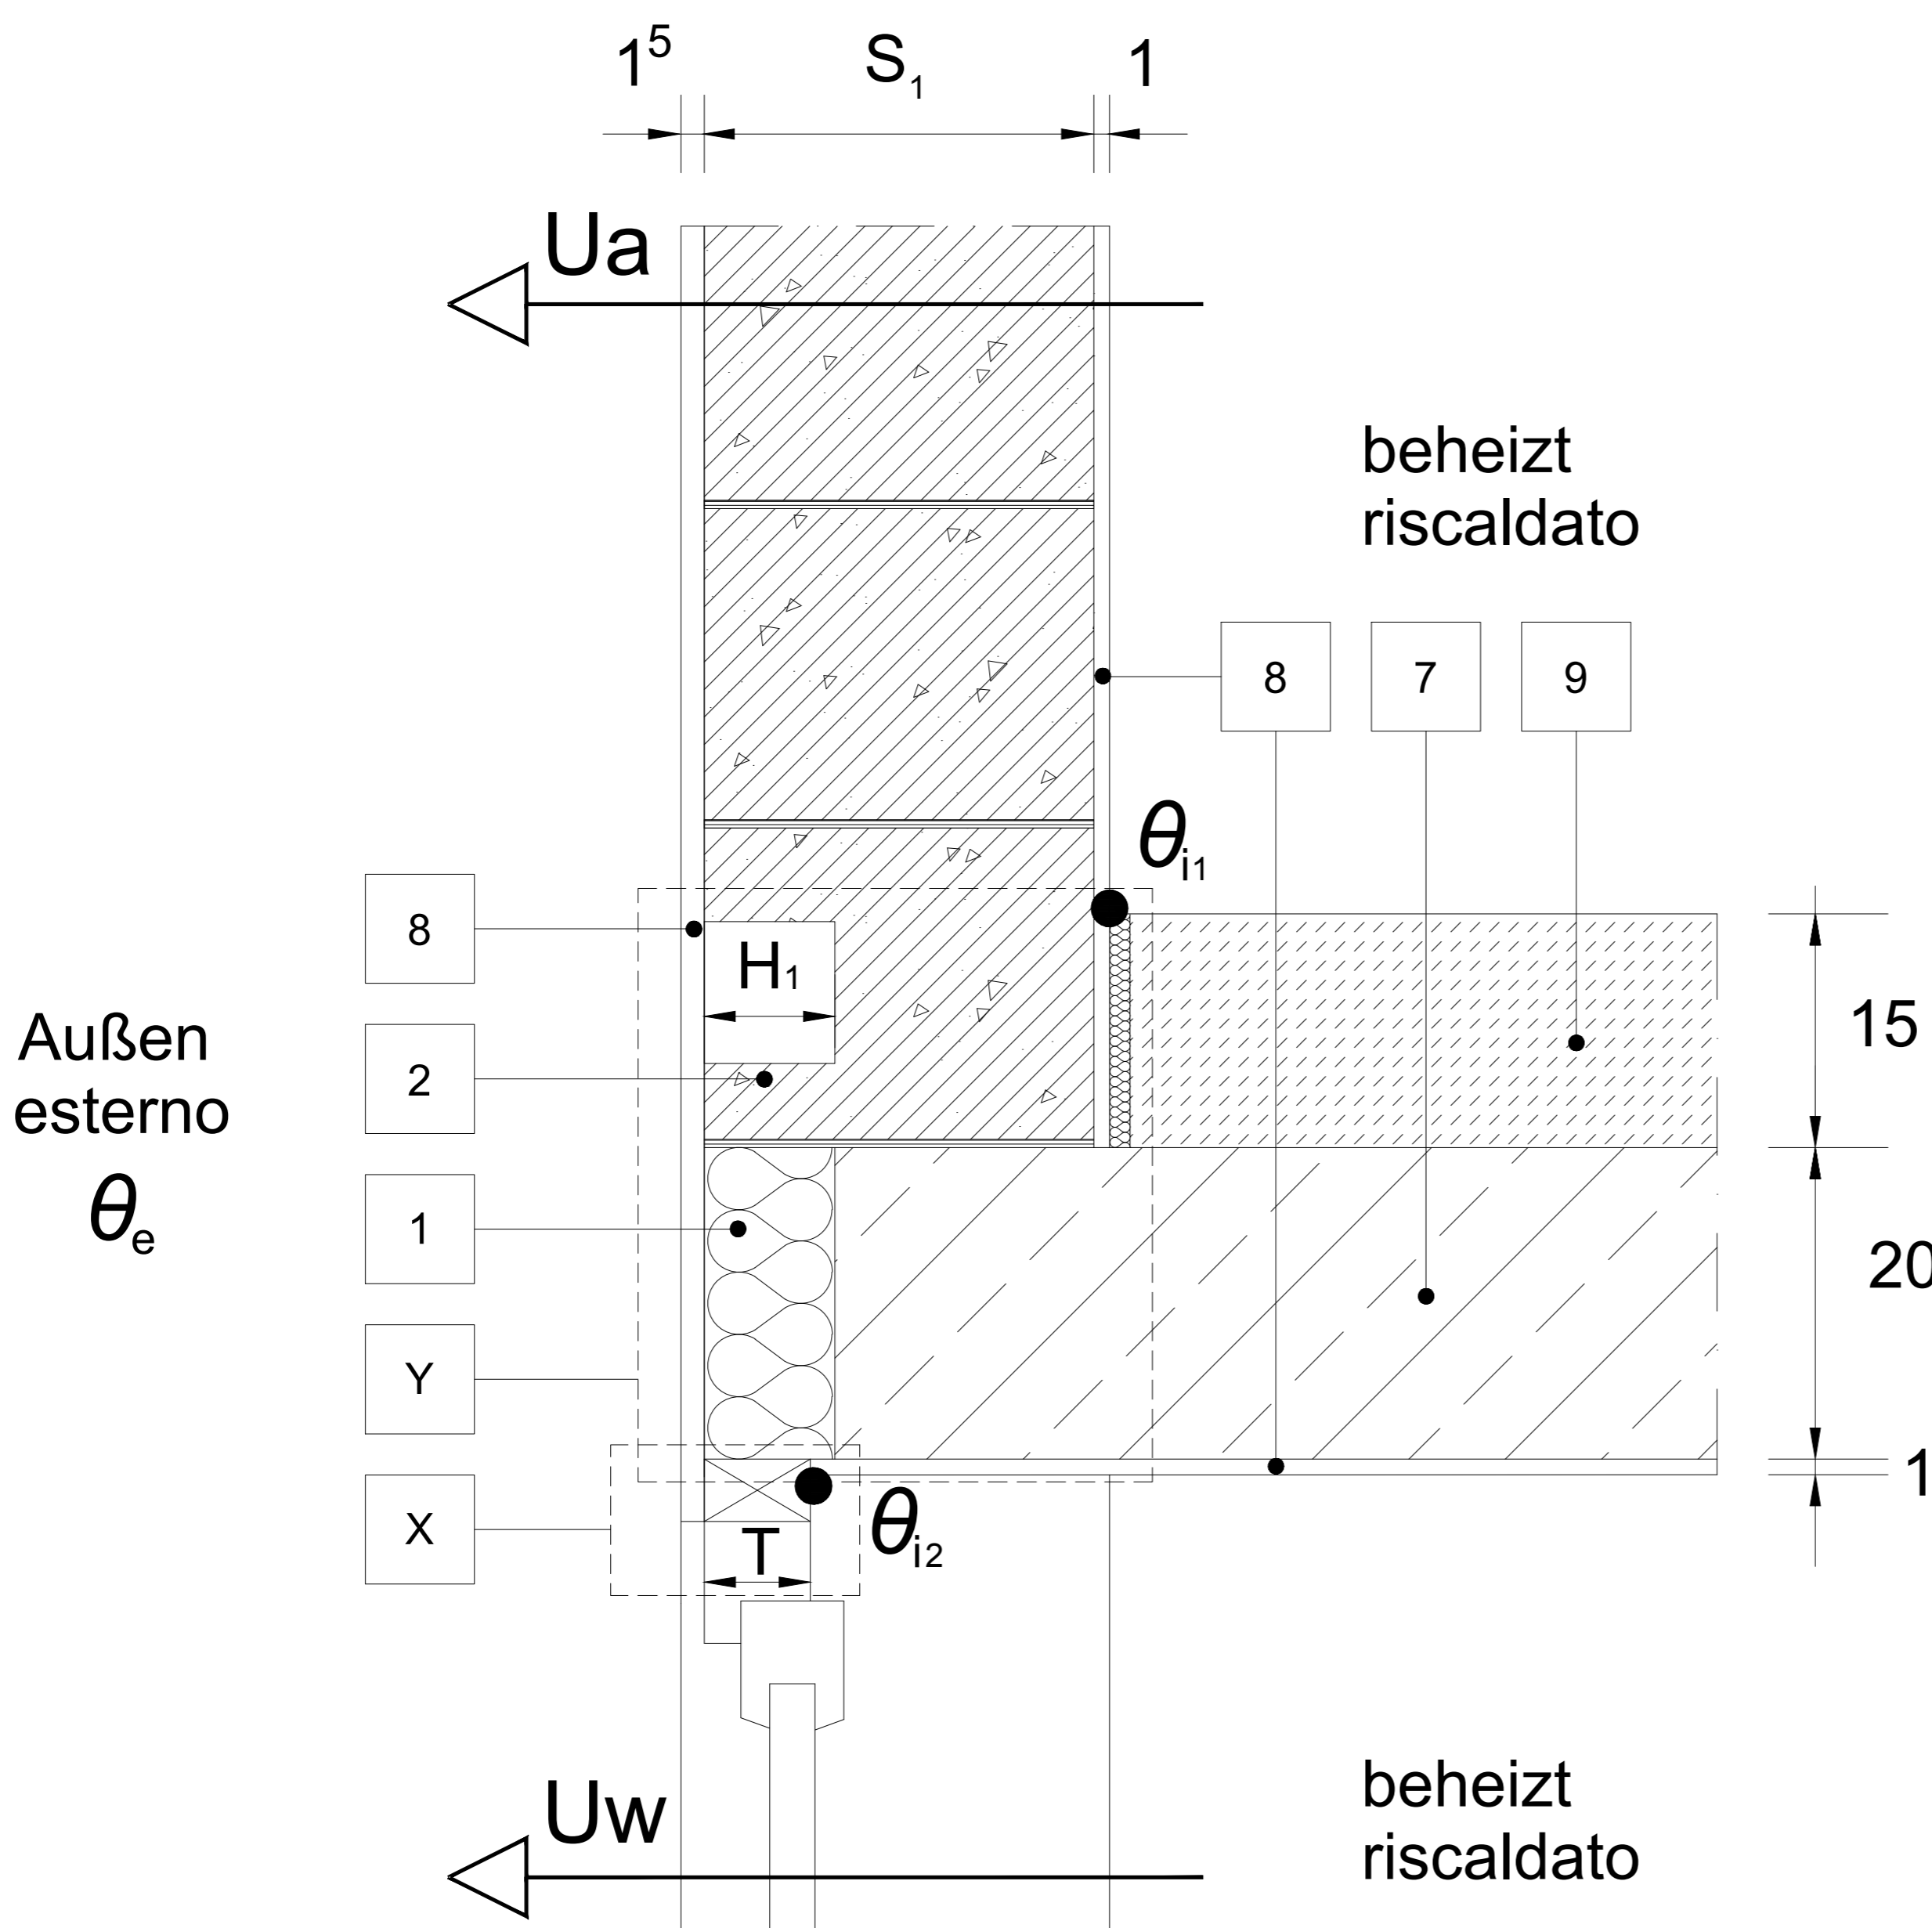 1⁵
S₁
1
Ua
beheizt
riscaldato
8
7
9
θi1
8
H₁
2
Außen
esterno
θe
15
1
20
Y
1
X
θi2
T
Uw
beheizt
riscaldato